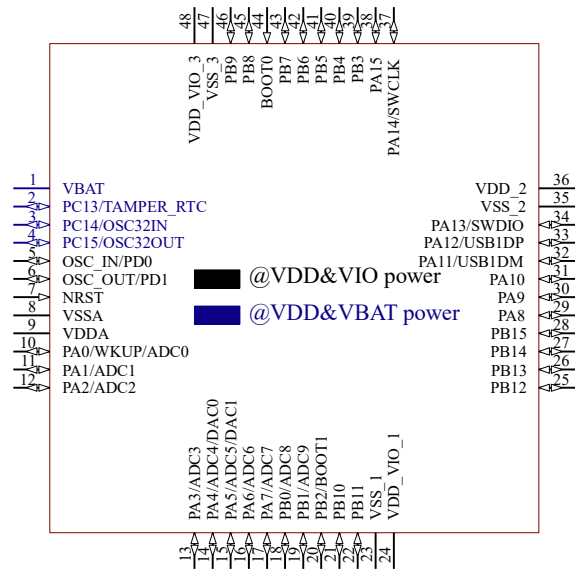 48 VDD_VIO_3
47 VSS_3
46 PB9
45 PB8
44 BOOT0
43 PB7
42 PB6
41 PB5
40 PB4
39 PB3
38 PA15
37 PA14/SWCLK
1 VBAT
2 PC13/TAMPER_RTC
3 PC14/OSC32IN
4 PC15/OSC32OUT
5 OSC_IN/PD0
6 OSC_OUT/PD1
7 NRST
8 VSSA
9 VDDA
10 PA0/WKUP/ADC0
11 PA1/ADC1
12 PA2/ADC2
@VDD&VIO power
@VDD&VBAT power
VDD_2 36
VSS_2 35
PA13/SWDIO 34
PA12/USB1DP 33
PA11/USB1DM 32
PA10 31
PA9 30
PA8 29
PB15 28
PB14 27
PB13 26
PB12 25
13 PA3/ADC3
14 PA4/ADC4/DAC0
15 PA5/ADC5/DAC1
16 PA6/ADC6
17 PA7/ADC7
18 PB0/ADC8
19 PB1/ADC9
20 PB2/BOOT1
21 PB10
22 PB11
23 VSS_1
24 VDD_VIO_1